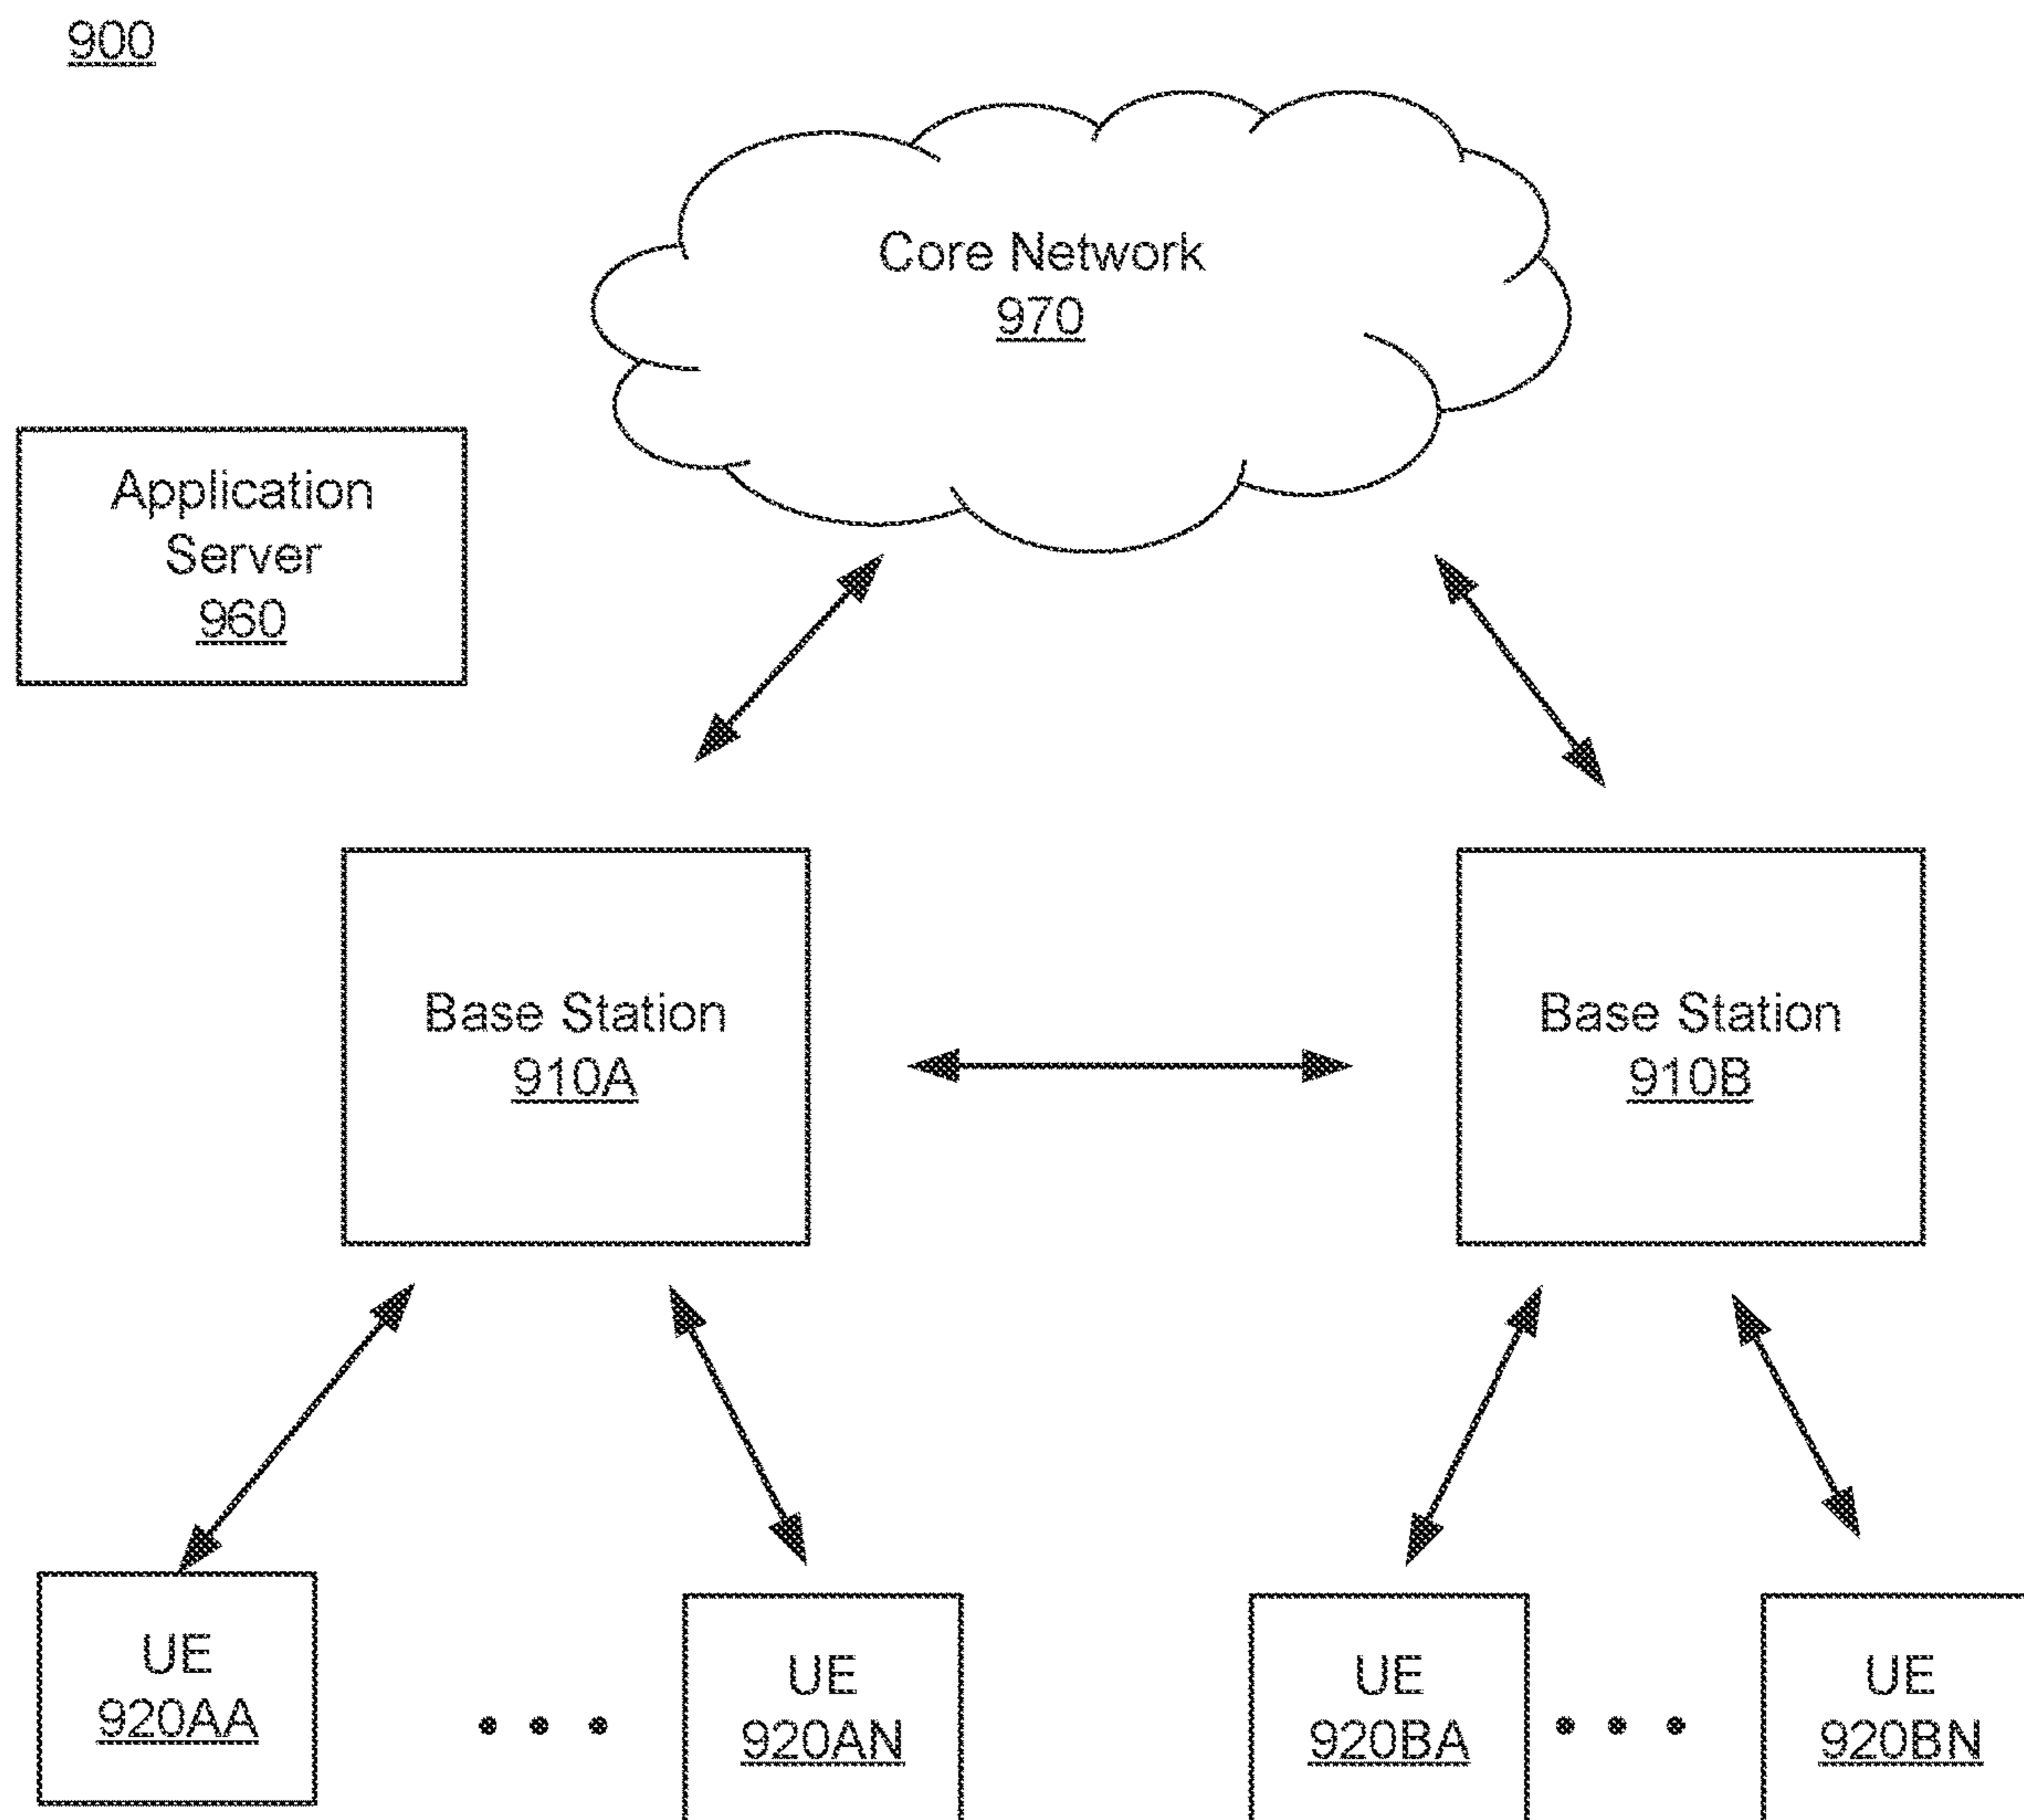 900
Core Network
970
Application
Server
960
Base Station
910A
Base Station
910B
UE
920AA
UE
920AN
UE
920BA
UE
920BN